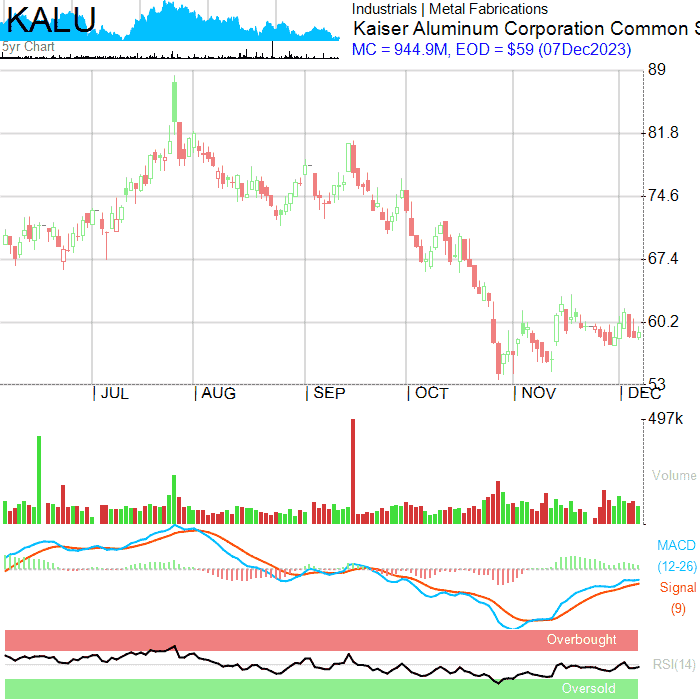 KALU
5yr Chart
Industrials | Metal Fabrications
Kaiser Aluminum Corporation Common S
MC = 944.9M, EOD = $59 (07Dec2023)
89
81.8
74.6
67.4
60.2
53
| JUL | AUG | SEP | OCT | NOV | DEC
497k
Volume
MACD
(12-26)
Signal
(9)
Overbought
RSI(14)
Oversold